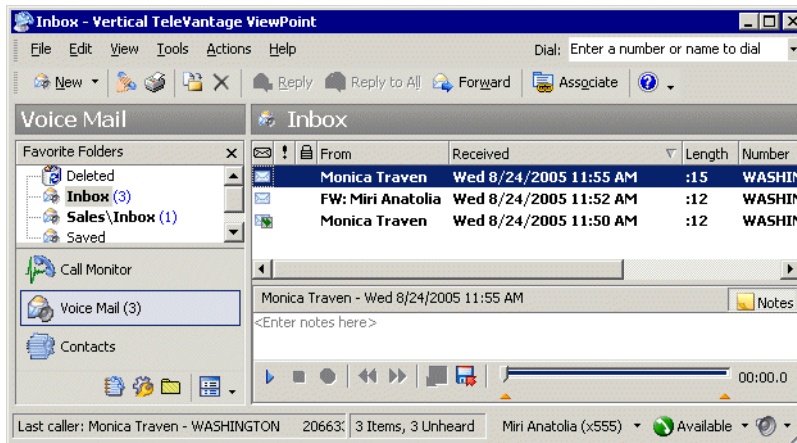 Inbox - Vertical TeleVantage ViewPoint
File Edit View Tools Actions Help Dial: Enter a number or name to dial
New Reply Reply to All Forward Associate
Voice Mail Inbox
Favorite Folders x ! From Received Length Number
Deleted Monica Traven Wed 8/24/2005 11:55 AM :15 WASHIN
Inbox (3) FW: Miri Anatolia Wed 8/24/2005 11:52 AM :12 WASHIN
Sales\Inbox (1) Monica Traven Wed 8/24/2005 11:50 AM :12 WASHIN
Saved
Call Monitor
Voice Mail (3) Monica Traven - Wed 8/24/2005 11:55 AM Notes
<Enter notes here>
Contacts
00:00.0
Last caller: Monica Traven - WASHINGTON 20663 3 Items, 3 Unheard Miri Anatolia (x555) Available